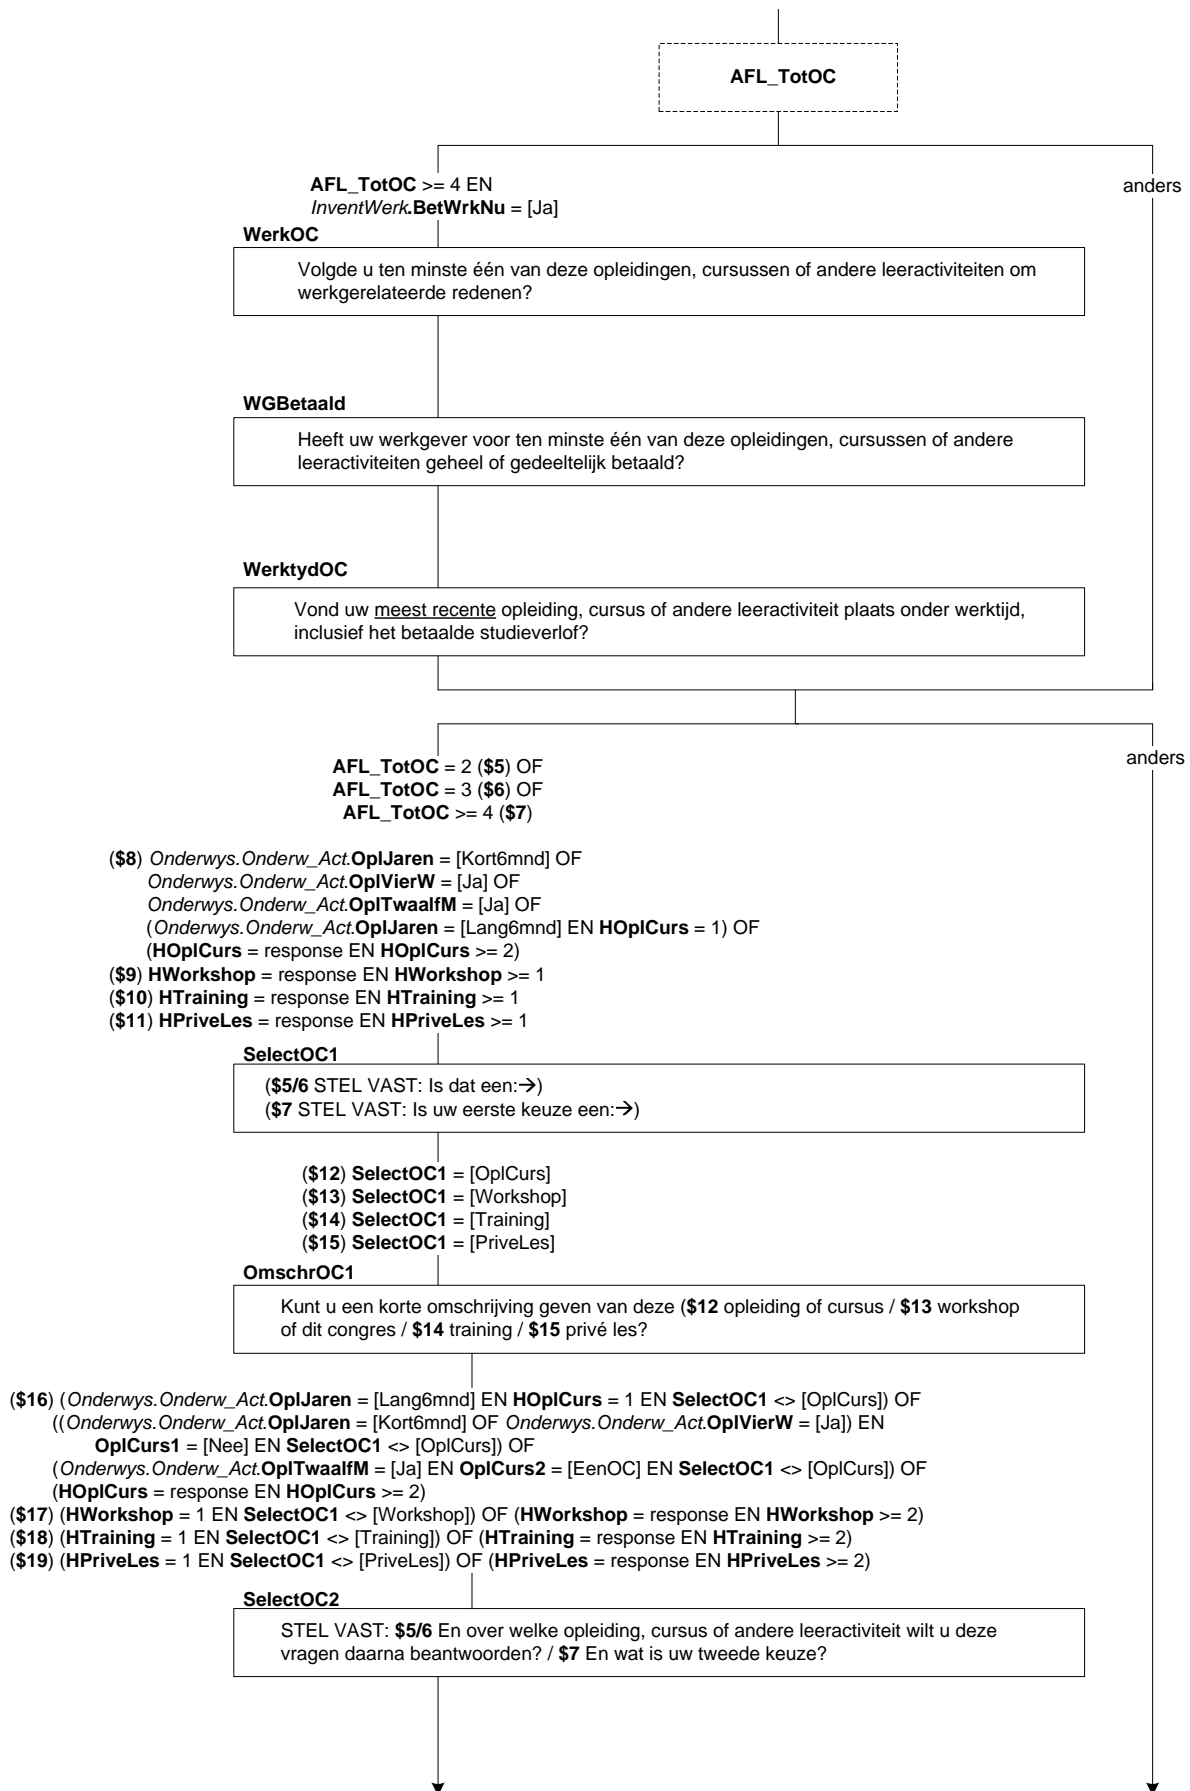 AFL_TotOC
AFL_TotOC >= 4 EN
InventWerk.BetWrkNu = [Ja]
anders
WerkOC
Volgde u ten minste één van deze opleidingen, cursussen of andere leeractiviteiten om
werkgerelateerde redenen?
WGBetaald
Heeft uw werkgever voor ten minste één van deze opleidingen, cursussen of andere
leeractiviteiten geheel of gedeeltelijk betaald?
WerktydOC
Vond uw meest recente opleiding, cursus of andere leeractiviteit plaats onder werktijd,
inclusief het betaalde studieverlof?
anders
AFL_TotOC = 2 ($5) OF
AFL_TotOC = 3 ($6) OF
AFL_TotOC >= 4 ($7)
($8) Onderwys.Onderw_Act.OplJaren = [Kort6mnd] OF
Onderwys.Onderw_Act.OplVierW = [Ja] OF
Onderwys.Onderw_Act.OplTwaalfM = [Ja] OF
(Onderwys.Onderw_Act.OplJaren = [Lang6mnd] EN HOplCurs = 1) OF
(HOplCurs = response EN HOplCurs >= 2)
($9) HWorkshop = response EN HWorkshop >= 1
($10) HTraining = response EN HTraining >= 1
($11) HPriveLes = response EN HPriveLes >= 1
SelectOC1
($5/6 STEL VAST: Is dat een:→)
($7 STEL VAST: Is uw eerste keuze een:→)
($12) SelectOC1 = [OplCurs]
($13) SelectOC1 = [Workshop]
($14) SelectOC1 = [Training]
($15) SelectOC1 = [PriveLes]
OmschrOC1
Kunt u een korte omschrijving geven van deze ($12 opleiding of cursus / $13 workshop
of dit congres / $14 training / $15 privé les?
($16) (Onderwys.Onderw_Act.OplJaren = [Lang6mnd] EN HOplCurs = 1 EN SelectOC1 <> [OplCurs]) OF
((Onderwys.Onderw_Act.OplJaren = [Kort6mnd] OF Onderwys.Onderw_Act.OplVierW = [Ja]) EN
OplCurs1 = [Nee] EN SelectOC1 <> [OplCurs]) OF
(Onderwys.Onderw_Act.OplTwaalfM = [Ja] EN OplCurs2 = [EenOC] EN SelectOC1 <> [OplCurs]) OF
(HOplCurs = response EN HOplCurs >= 2)
($17) (HWorkshop = 1 EN SelectOC1 <> [Workshop]) OF (HWorkshop = response EN HWorkshop >= 2)
($18) (HTraining = 1 EN SelectOC1 <> [Training]) OF (HTraining = response EN HTraining >= 2)
($19) (HPriveLes = 1 EN SelectOC1 <> [PriveLes]) OF (HPriveLes = response EN HPriveLes >= 2)
SelectOC2
STEL VAST: $5/6 En over welke opleiding, cursus of andere leeractiviteit wilt u deze
vragen daarna beantwoorden? / $7 En wat is uw tweede keuze?